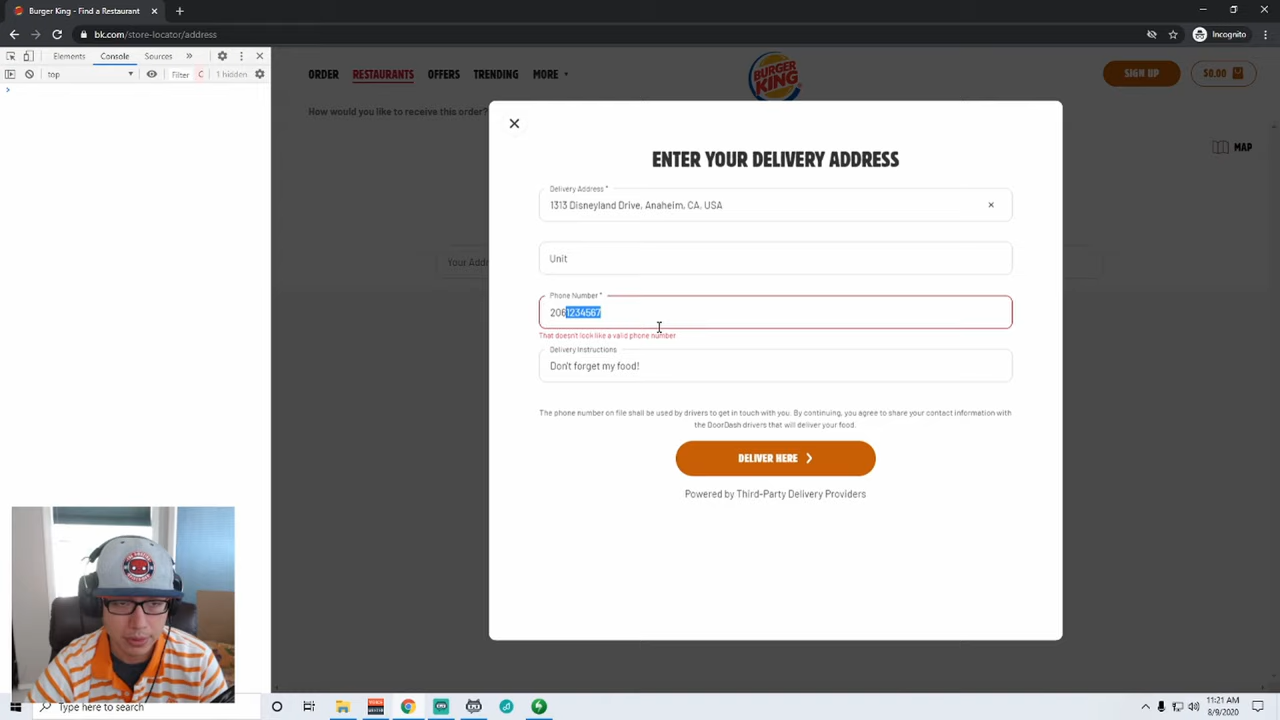 Burger King -
bk.com/store-locator/address
Incognito
Elements
Console
Sources
top
Filter
C
1 hidden
ORDER
RESTAURANTS
OFFERS
TRENDING
MORE
BURGER
KING
SIGN UP
$0.00
How would you like to receive this order?
MAP
Your Addr
ENTER YOUR DELIVERY ADDRESS
Delivery Address *
1313 Disneyland Drive, Anaheim, CA, USA
Unit
Phone Number *
2061234567
That doesn't look like a valid phone number
Delivery Instructions
Don't forget my food!
The phone number on file shall be used by drivers to get in touch with you. By continuing, you agree to share your contact information with
the DoorDash drivers that will deliver your food.
DELIVER HERE
Powered by Third-Party Delivery Providers
Type here to search
11:21 AM
8/9/2020